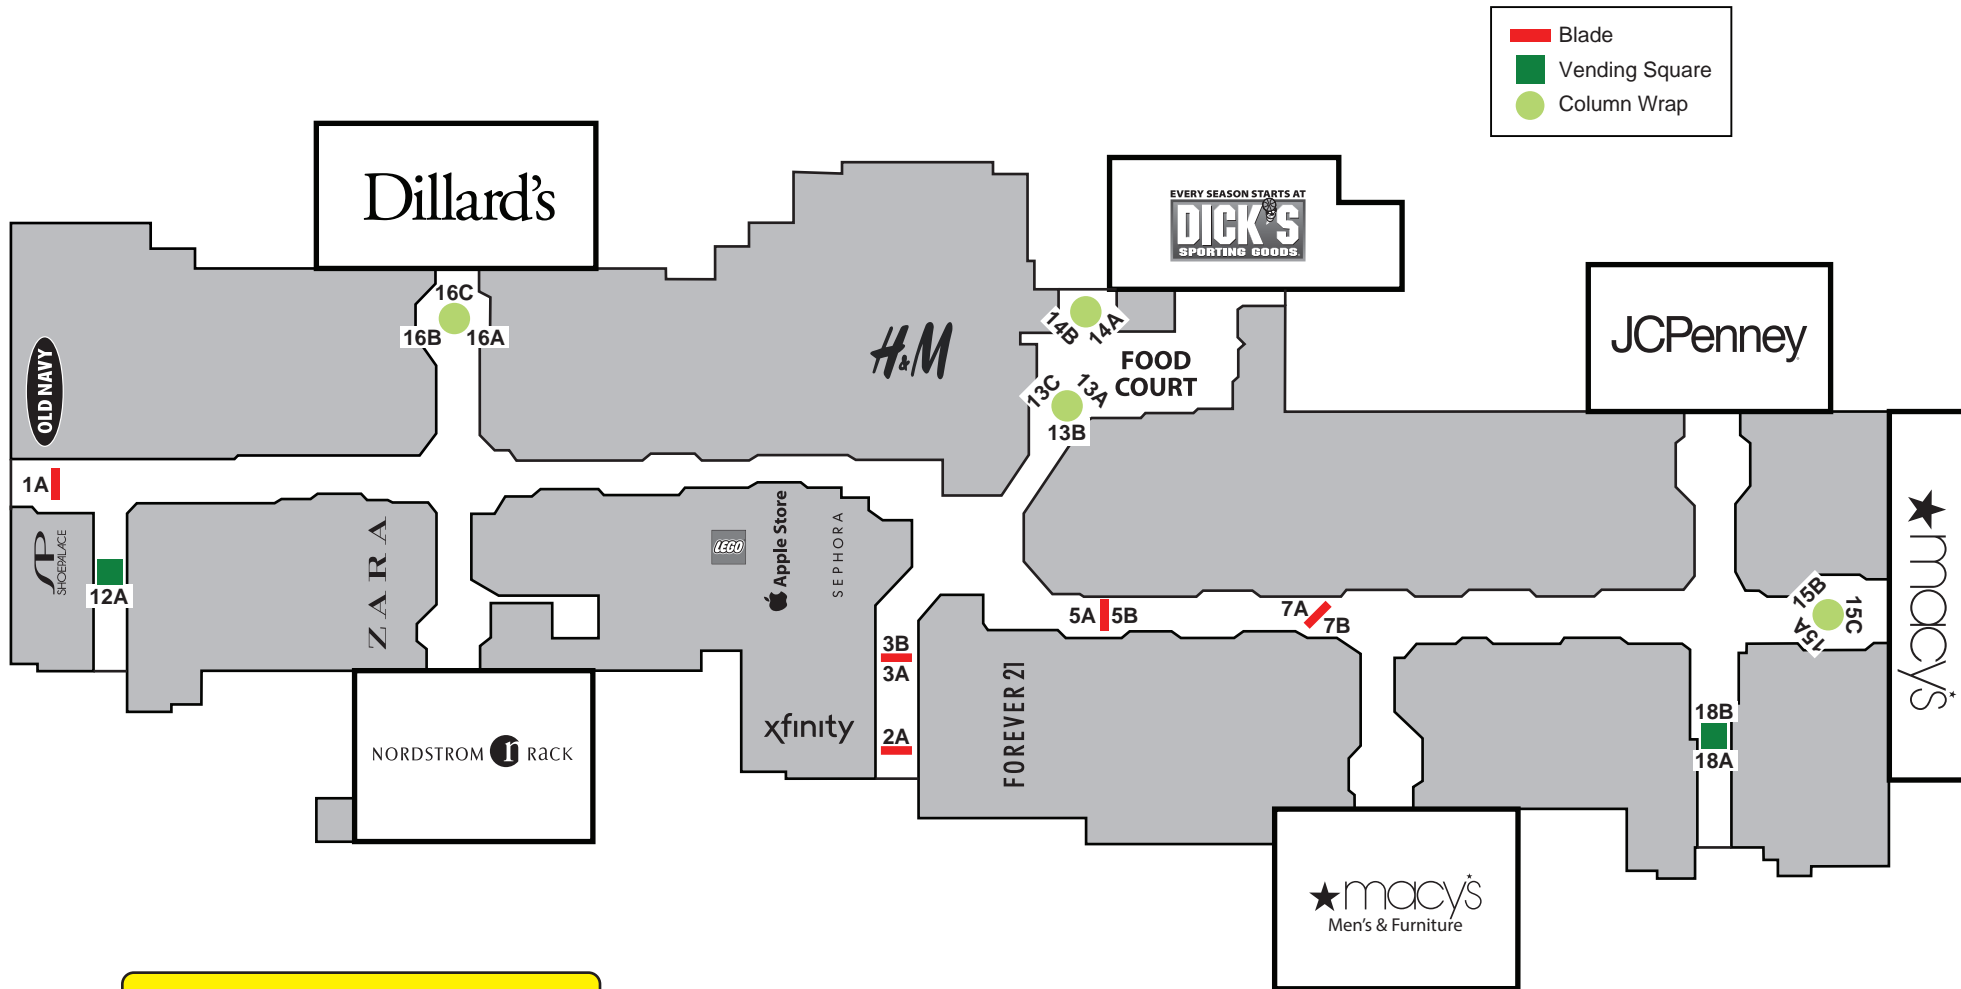 Blade
Vending Square
Column Wrap
Dillard's
EVERY SEASON STARTS AT
DICK'S
SPORTING GOODS
JCPenney
16C
16B
16A
14B
14A
H&M
FOOD
COURT
OLD NAVY
13C
13A
13B
1A
SP
SHOEPALACE
12A
ZARA
LEGO
Apple Store
SEPHORA
5A
5B
7A
7B
15B
15C
15A
macy's
3B
3A
2A
xfinity
FOREVER 21
18B
18A
NORDSTROM r RACK
macy's
Men's & Furniture